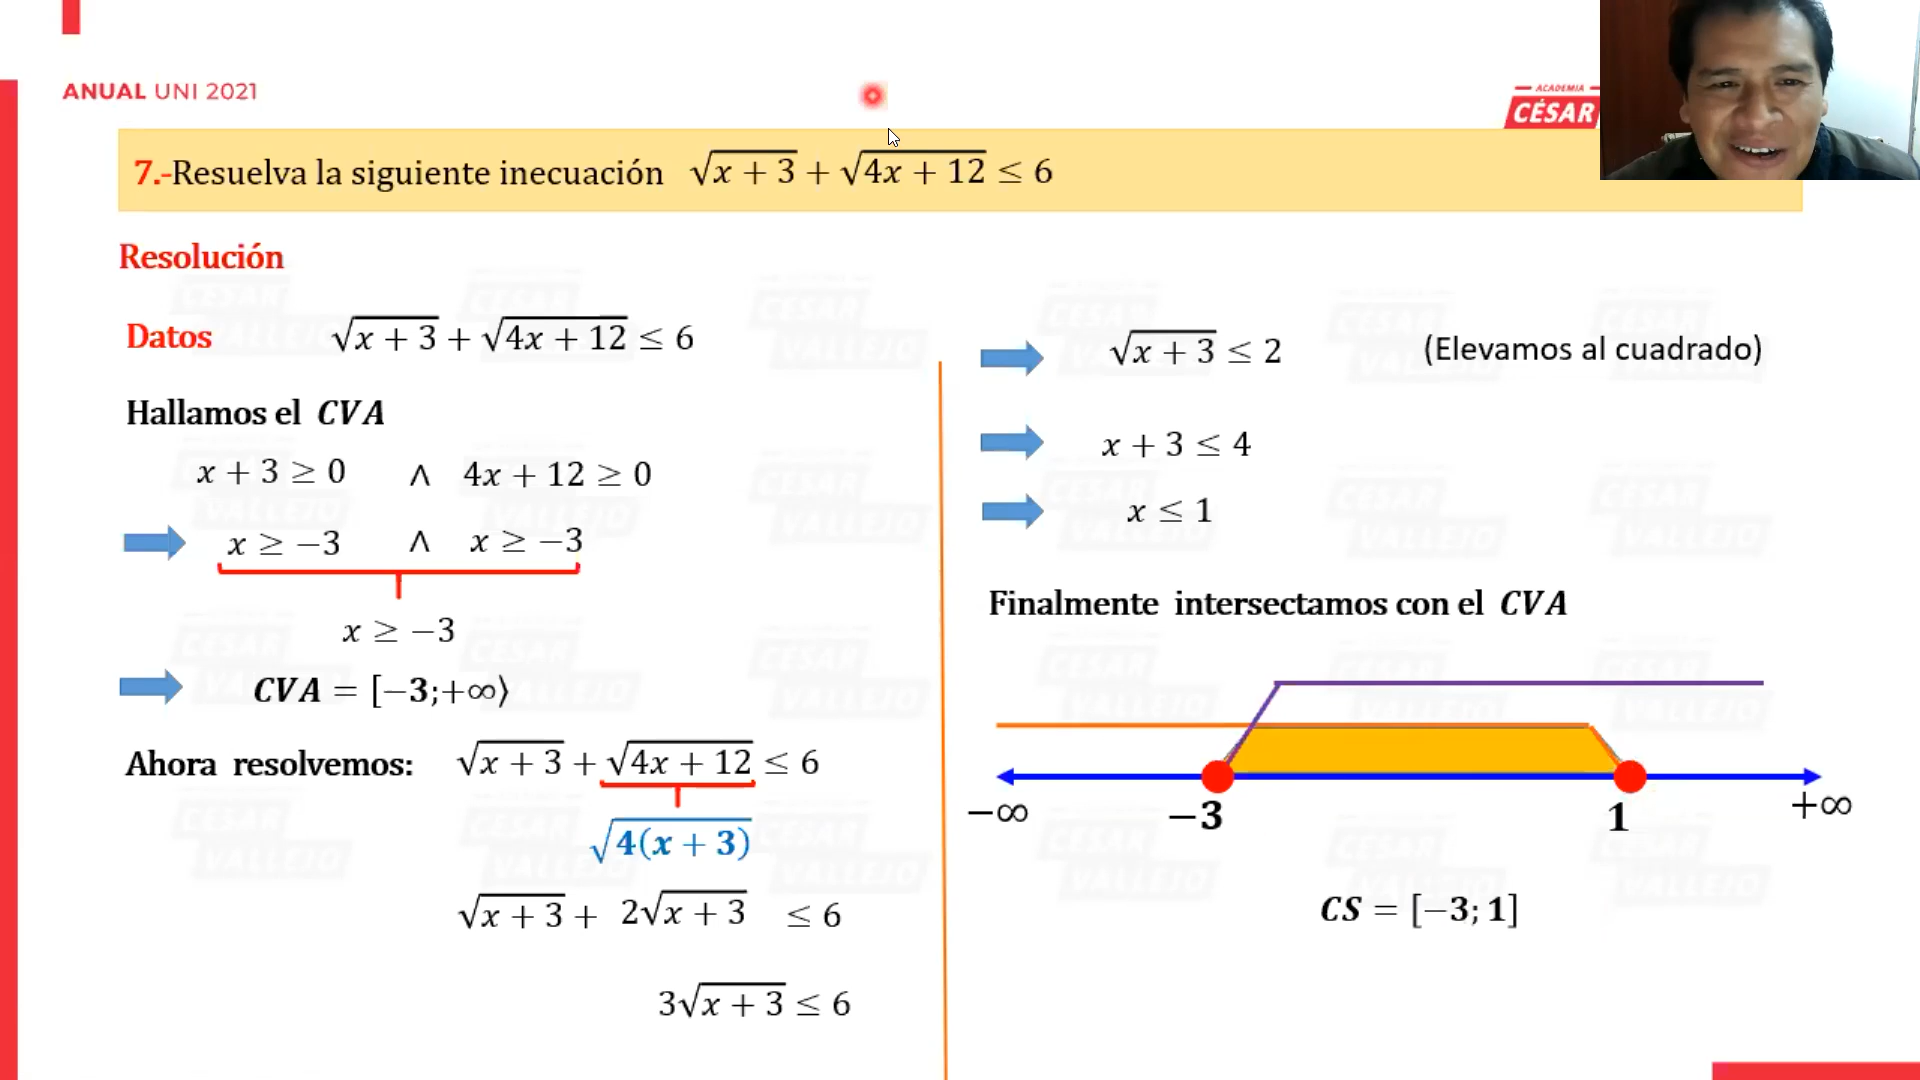 ANUAL UNI 2021
ACADEMIA
CÉSAR
7.-Resuelva la siguiente inecuación √(x + 3) + √(4x + 12) ≤ 6
Resolución
Datos √(x + 3) + √(4x + 12) ≤ 6
Hallamos el CVA
x + 3 ≥ 0 ∧ 4x + 12 ≥ 0
x ≥ −3 ∧ x ≥ −3
x ≥ −3
CVA = [−3;+∞⟩
Ahora resolvemos: √(x + 3) + √(4x + 12) ≤ 6
√(4(x + 3))
√(x + 3) + 2√(x + 3) ≤ 6
3√(x + 3) ≤ 6
√(x + 3) ≤ 2 (Elevamos al cuadrado)
x + 3 ≤ 4
x ≤ 1
Finalmente intersectamos con el CVA
−∞ −3 1 +∞
CS = [−3; 1]